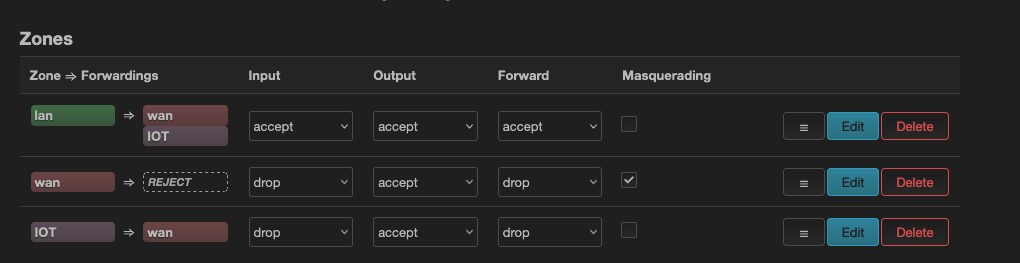 Zones
Zone ⇒ Forwardings Input Output Forward Masquerading
lan ⇒ wan accept accept accept ≡ Edit Delete
IOT
wan ⇒ REJECT drop accept drop ≡ Edit Delete
IOT ⇒ wan drop accept drop ≡ Edit Delete